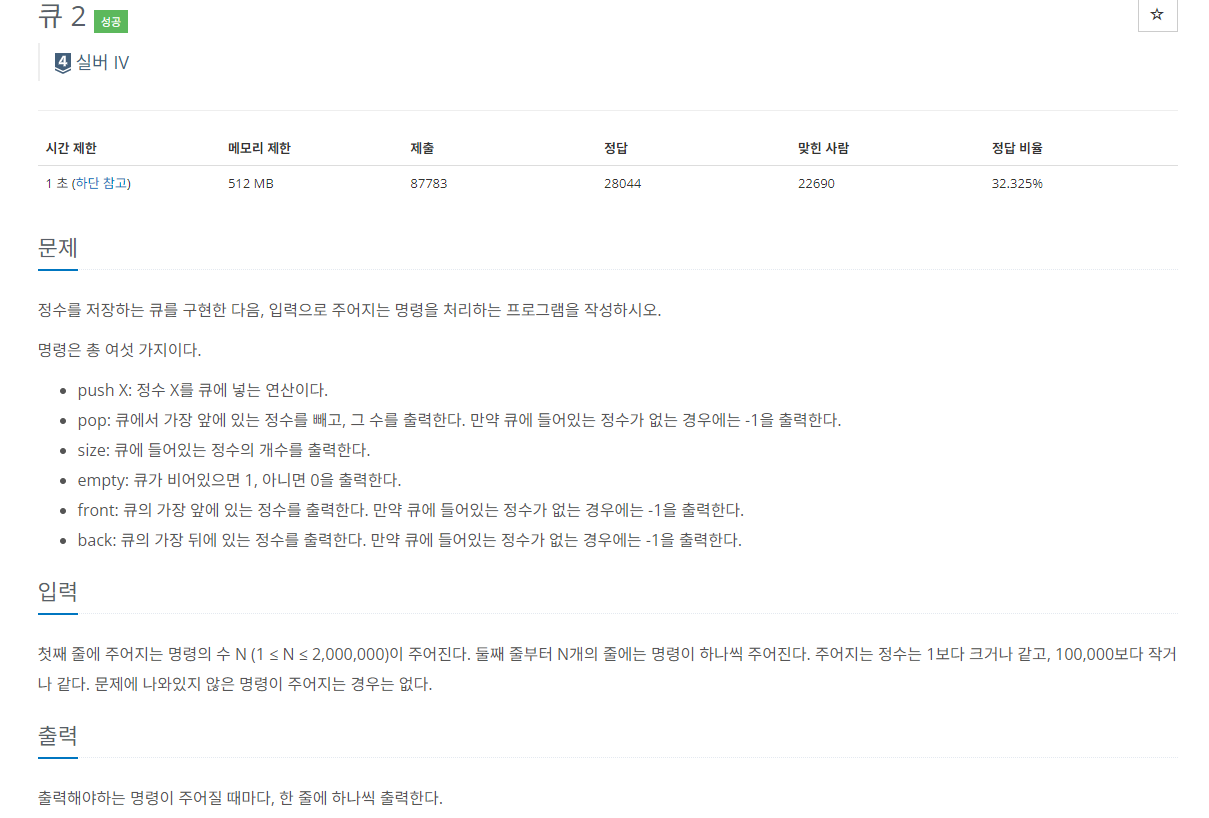 큐 2 성공
☆
4 실버 IV
시간 제한 메모리 제한 제출 정답 맞힌 사람 정답 비율
1 초 (하단 참고) 512 MB 87783 28044 22690 32.325%
문제
정수를 저장하는 큐를 구현한 다음, 입력으로 주어지는 명령을 처리하는 프로그램을 작성하시오.
명령은 총 여섯 가지이다.
• push X: 정수 X를 큐에 넣는 연산이다.
• pop: 큐에서 가장 앞에 있는 정수를 빼고, 그 수를 출력한다. 만약 큐에 들어있는 정수가 없는 경우에는 -1을 출력한다.
• size: 큐에 들어있는 정수의 개수를 출력한다.
• empty: 큐가 비어있으면 1, 아니면 0을 출력한다.
• front: 큐의 가장 앞에 있는 정수를 출력한다. 만약 큐에 들어있는 정수가 없는 경우에는 -1을 출력한다.
• back: 큐의 가장 뒤에 있는 정수를 출력한다. 만약 큐에 들어있는 정수가 없는 경우에는 -1을 출력한다.
입력
첫째 줄에 주어지는 명령의 수 N (1 ≤ N ≤ 2,000,000)이 주어진다. 둘째 줄부터 N개의 줄에는 명령이 하나씩 주어진다. 주어지는 정수는 1보다 크거나 같고, 100,000보다 작거
나 같다. 문제에 나와있지 않은 명령이 주어지는 경우는 없다.
출력
출력해야하는 명령이 주어질 때마다, 한 줄에 하나씩 출력한다.